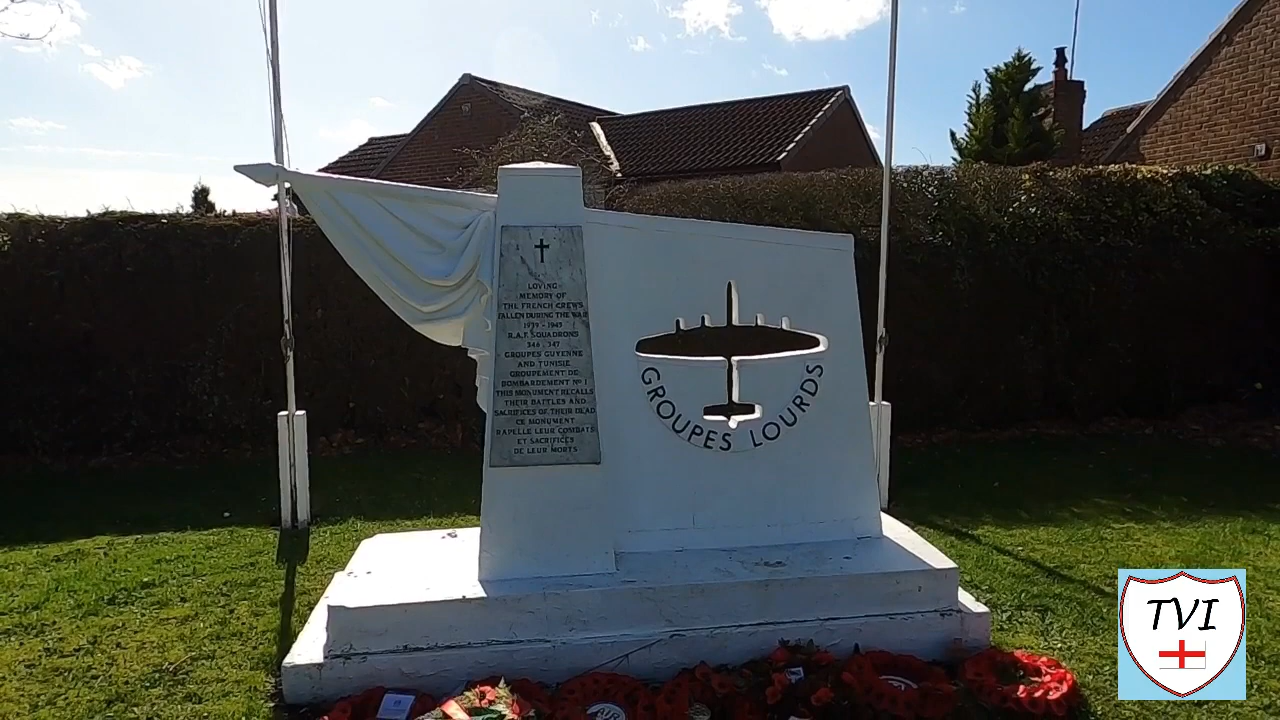 LOVING
MEMORY OF
THE FRENCH CREWS
FALLEN DURING THE WAR
1939-1945
R.A.F. SQUADRONS
346 - 347
GROUPES GUYENNE
AND TUNISIE
GROUPEMENT DE
BOMBARDEMENT Nº 1
THIS MONUMENT RECALLS
THEIR BATTLES AND
SACRIFICES OF THEIR DEAD
CE MONUMENT
RAPELLE LEUR COMBATS
ET SACRIFICES
DE LEUR MORTS
GROUPES LOURDS
TVI